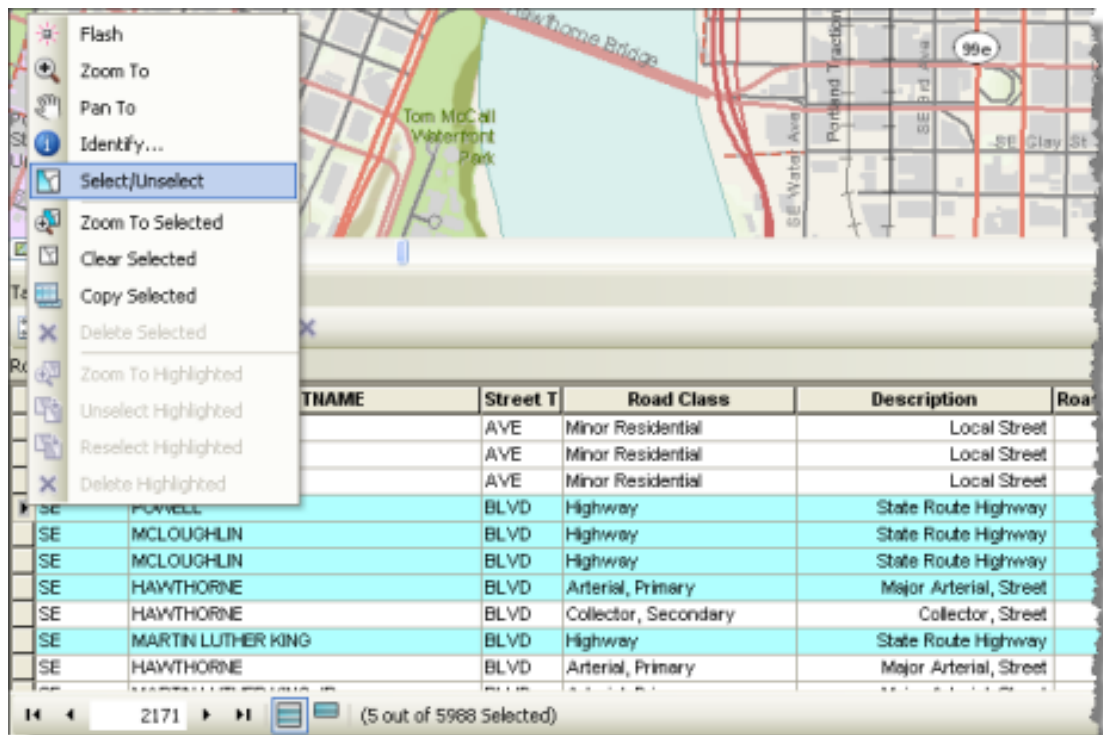 Flash
Zoom To
Pan To
Identify...
Select/Unselect
Zoom To Selected
Clear Selected
Copy Selected
Delete Selected
Zoom To Highlighted
Unselect Highlighted
Reselect Highlighted
Delete Highlighted
Hawthorne Bridge
Tom McCall
Waterfront
Park
SE Water Ave
Portland Traction
SE 3rd Ave
99e
SE Clay St
TNAME Street T Road Class Description Roa
AVE Minor Residential Local Street
AVE Minor Residential Local Street
AVE Minor Residential Local Street
SE POWELL BLVD Highway State Route Highway
SE MCLOUGHLIN BLVD Highway State Route Highway
SE MCLOUGHLIN BLVD Highway State Route Highway
SE HAWTHORNE BLVD Arterial, Primary Major Arterial, Street
SE HAWTHORNE BLVD Collector, Secondary Collector, Street
SE MARTIN LUTHER KING BLVD Highway State Route Highway
SE HAWTHORNE BLVD Arterial, Primary Major Arterial, Street
2171 (5 out of 5988 Selected)